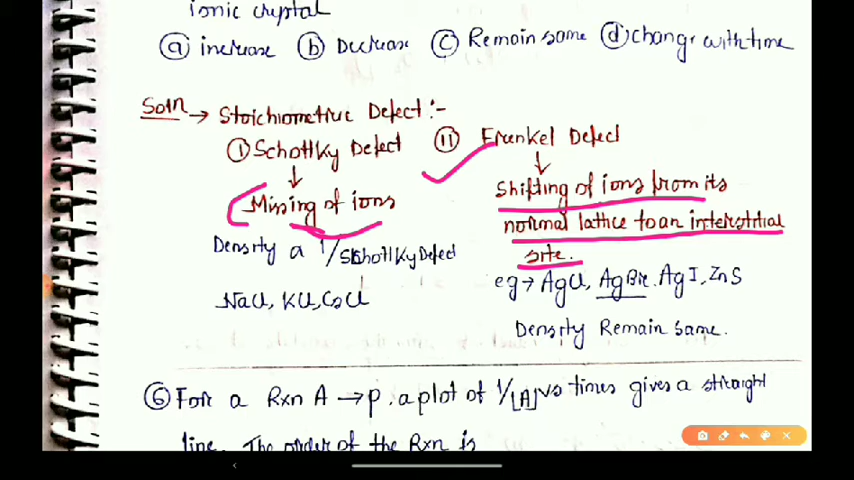 ionic crystal
(a) increase (b) Decrease (c) Remain same (d) change with time
Soln → Stoichiometric Defect :-
(i) Schottky Defect (ii) Frenkel Defect
Missing of ions
Shifting of ions from its
normal lattice to an interstitial
site.
Density α 1/Schottky Defect
NaCl, KCl, CsCl
eg → AgCl, AgBr, AgI, ZnS
Density Remain same.
(6) For a Rxn A → P, a plot of 1/[A] vs times gives a straight
line. The order of the Rxn is